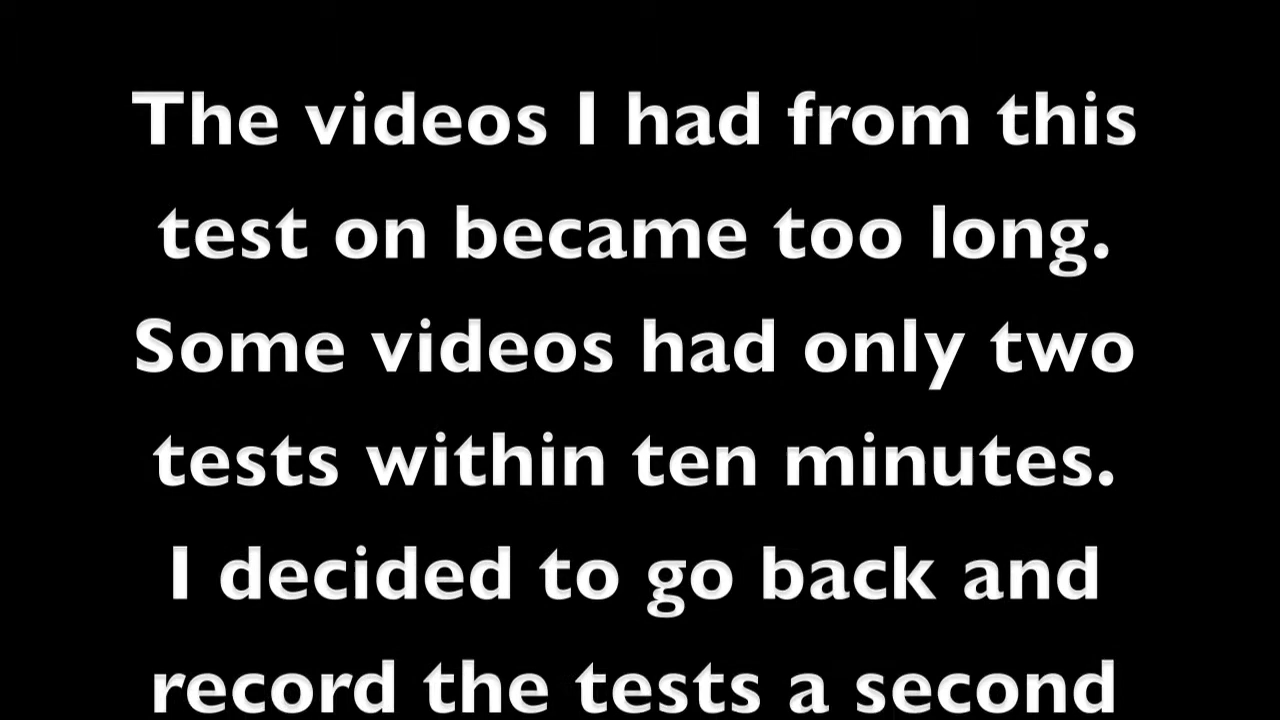 The videos I had from this
test on became too long.
Some videos had only two
tests within ten minutes.
I decided to go back and
record the tests a second